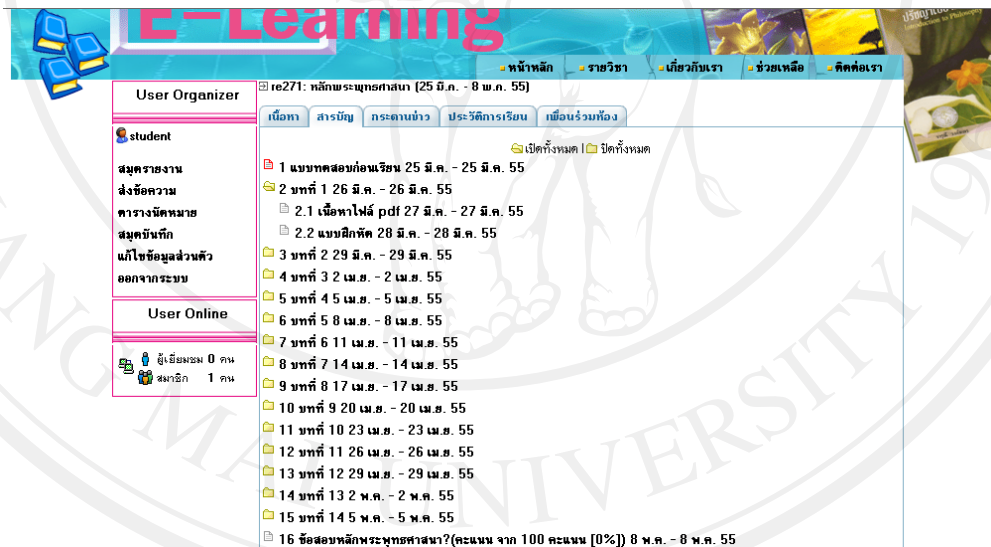 E-Learning
ปรัชญาเบื้อง
Introduction to Philosophy
หน้าหลัก
รายวิชา
เกี่ยวกับเรา
ช่วยเหลือ
ติดต่อเรา
User Organizer
student
สมุดรายงาน
ส่งข้อความ
ตารางนัดหมาย
สมุดบันทึก
แก้ไขข้อมูลส่วนตัว
ออกจากระบบ
User Online
ผู้เยี่ยมชม 0 คน
สมาชิก 1 คน
re271: หลักพระพุทธศาสนา (25 มี.ค. - 8 พ.ค. 55)
เนื้อหา สารบัญ กระดานข่าว ประวัติการเรียน เพื่อนร่วมห้อง
เปิดทั้งหมด | ปิดทั้งหมด
1 แบบทดสอบก่อนเรียน 25 มี.ค. - 25 มี.ค. 55
2 บทที่ 1 26 มี.ค. - 26 มี.ค. 55
2.1 เนื้อหาไฟล์ pdf 27 มี.ค. - 27 มี.ค. 55
2.2 แบบฝึกหัด 28 มี.ค. - 28 มี.ค. 55
3 บทที่ 2 29 มี.ค. - 29 มี.ค. 55
4 บทที่ 3 2 เม.ย. - 2 เม.ย. 55
5 บทที่ 4 5 เม.ย. - 5 เม.ย. 55
6 บทที่ 5 8 เม.ย. - 8 เม.ย. 55
7 บทที่ 6 11 เม.ย. - 11 เม.ย. 55
8 บทที่ 7 14 เม.ย. - 14 เม.ย. 55
9 บทที่ 8 17 เม.ย. - 17 เม.ย. 55
10 บทที่ 9 20 เม.ย. - 20 เม.ย. 55
11 บทที่ 10 23 เม.ย. - 23 เม.ย. 55
12 บทที่ 11 26 เม.ย. - 26 เม.ย. 55
13 บทที่ 12 29 เม.ย. - 29 เม.ย. 55
14 บทที่ 13 2 พ.ค. - 2 พ.ค. 55
15 บทที่ 14 5 พ.ค. - 5 พ.ค. 55
16 ข้อสอบหลักพระพุทธศาสนา?(คะแนน จาก 100 คะแนน [0%]) 8 พ.ค. - 8 พ.ค. 55
ANG MAI UNIVERSITY 19